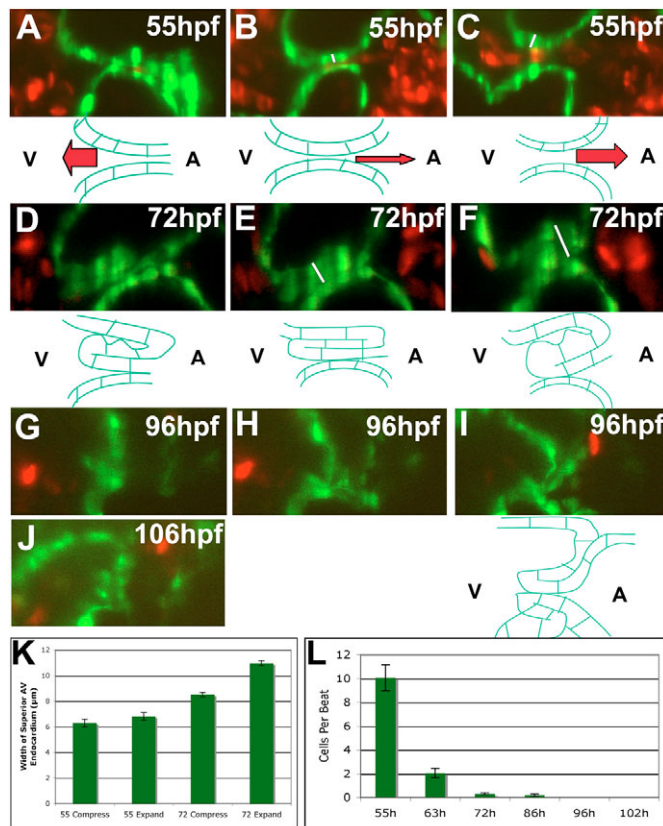 A 55hpf
B 55hpf
C 55hpf
V A
V A
A
D 72hpf
E 72hpf
F 72hpf
V A
V A
V A
G 96hpf
H 96hpf
I 96hpf
J 106hpf
V A
K
Width of Superior AV
Endocardium (µm)
12
10
8
6
4
2
0
55 Compress 55 Expand 72 Compress 72 Expand
L
Cells Per Beat
12
10
8
6
4
2
0
55h 63h 72h 86h 96h 102h